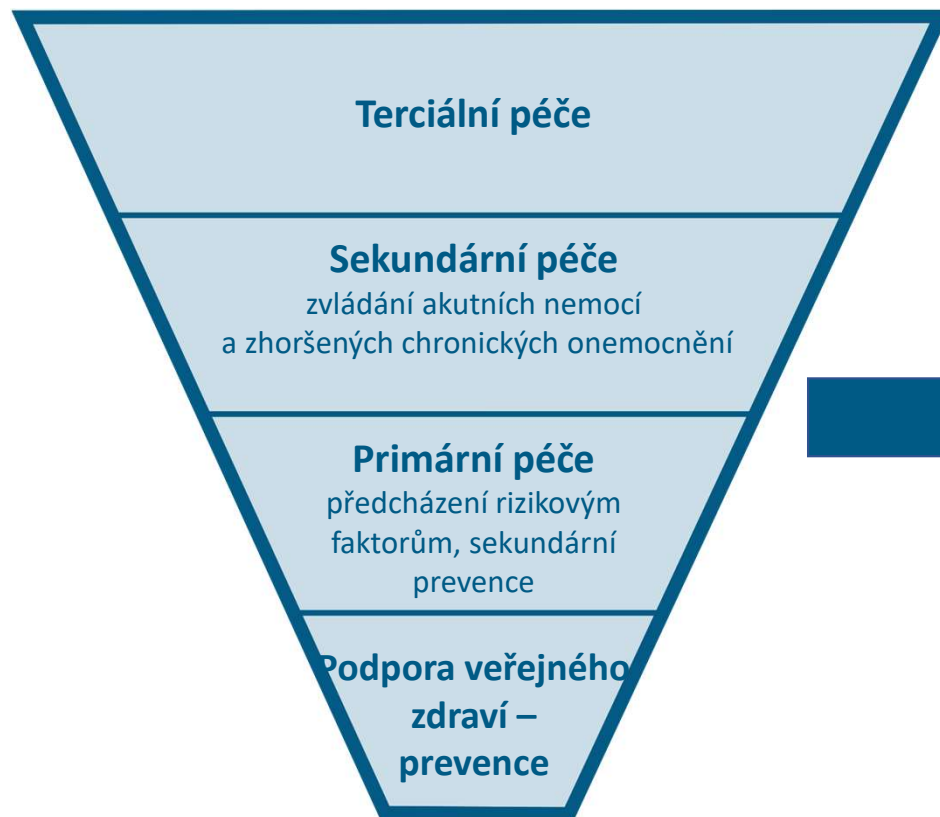 Terciální péče
Sekundární péče
zvládání akutních nemocí
a zhoršených chronických onemocnění
Primární péče
předcházení rizikovým
faktorům, sekundární
prevence
Podpora veřejného
zdraví –
prevence